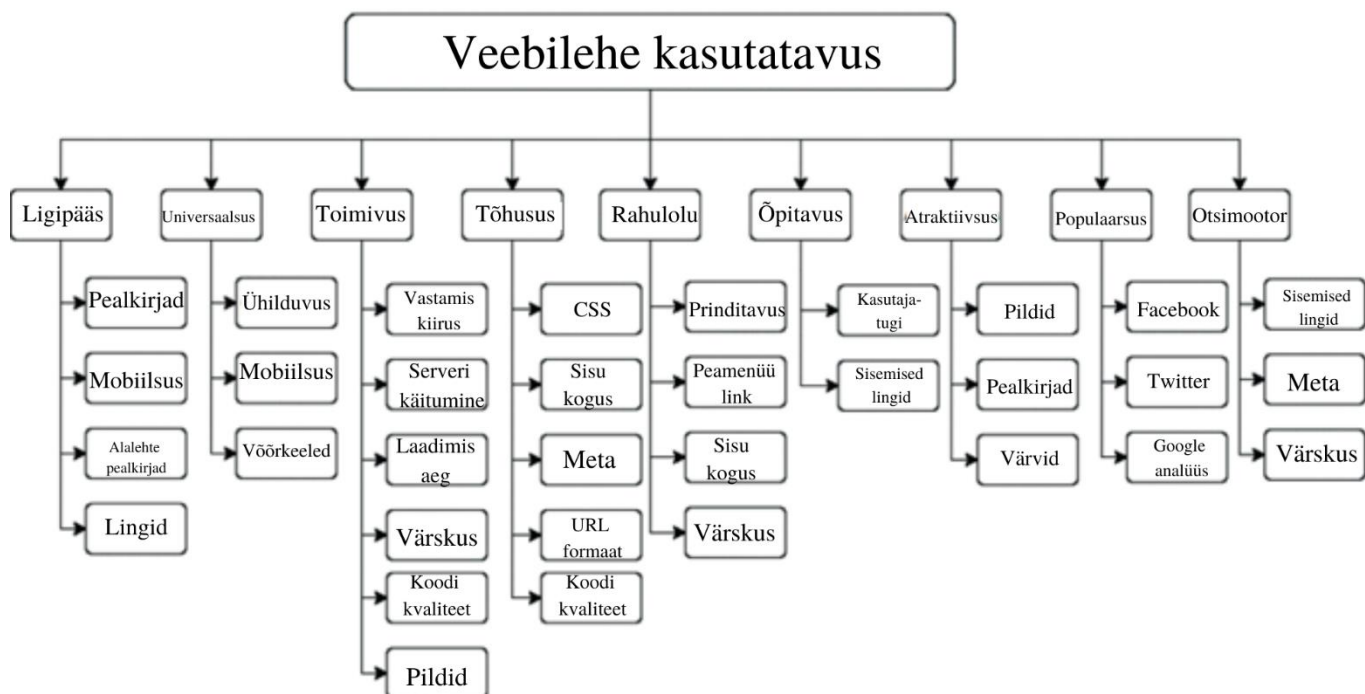 Veebilehe kasutatavus
Ligipääs
Universaalsus
Toimivus
Tõhusus
Rahulolu
Õpitavus
Atraktiivsus
Populaarsus
Otsimootor
Pealkirjad
Mobiilsus
Alalehte
pealkirjad
Lingid
Ühilduvus
Mobiilsus
Võõrkeeled
Vastamis
kiirus
Serveri
käitumine
Laadimis
aeg
Värskus
Koodi
kvaliteet
Pildid
CSS
Sisu
kogus
Meta
URL
formaat
Koodi
kvaliteet
Prinditavus
Peamenüü
link
Sisu
kogus
Värskus
Kasutaja-
tugi
Sisemised
lingid
Pildid
Pealkirjad
Värvid
Facebook
Twitter
Google
analüüs
Sisemised
lingid
Meta
Värskus